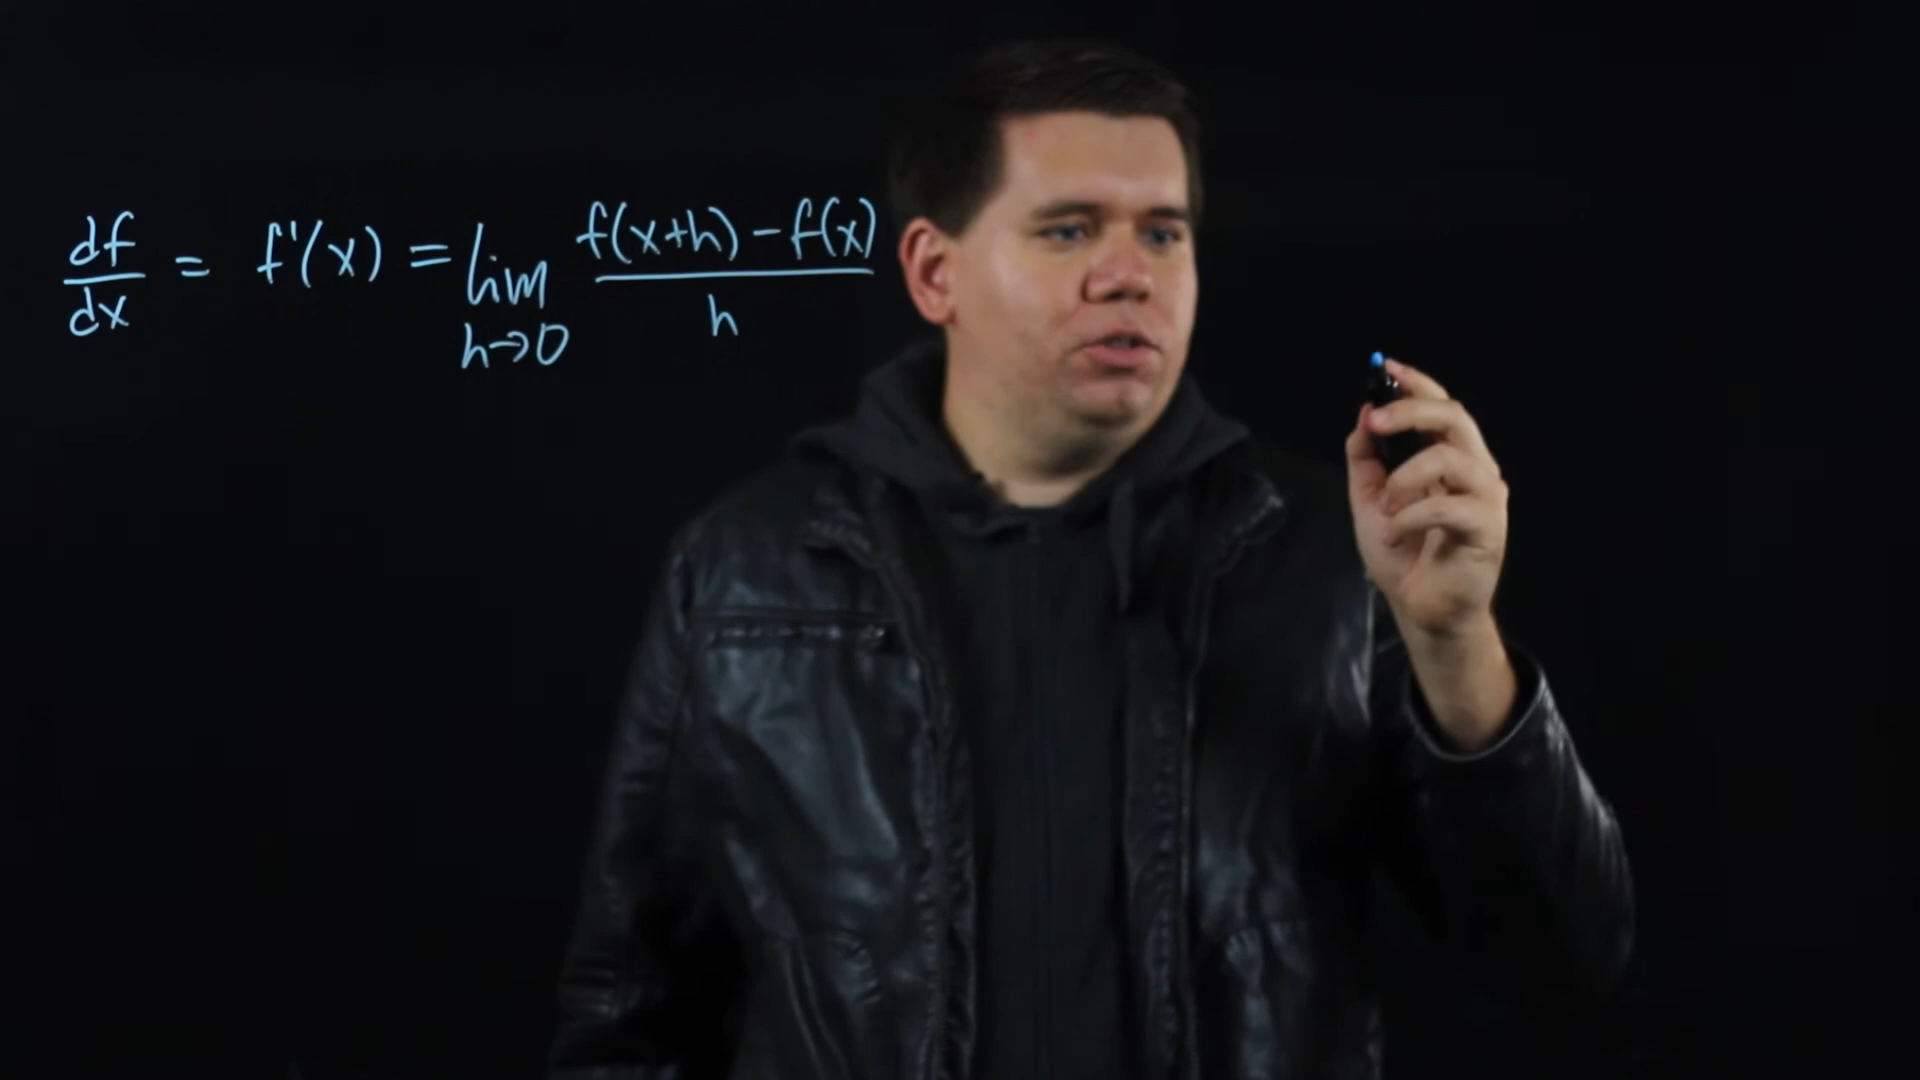 df/dx = f'(x) = lim h→0 f(x+h) - f(x) / h